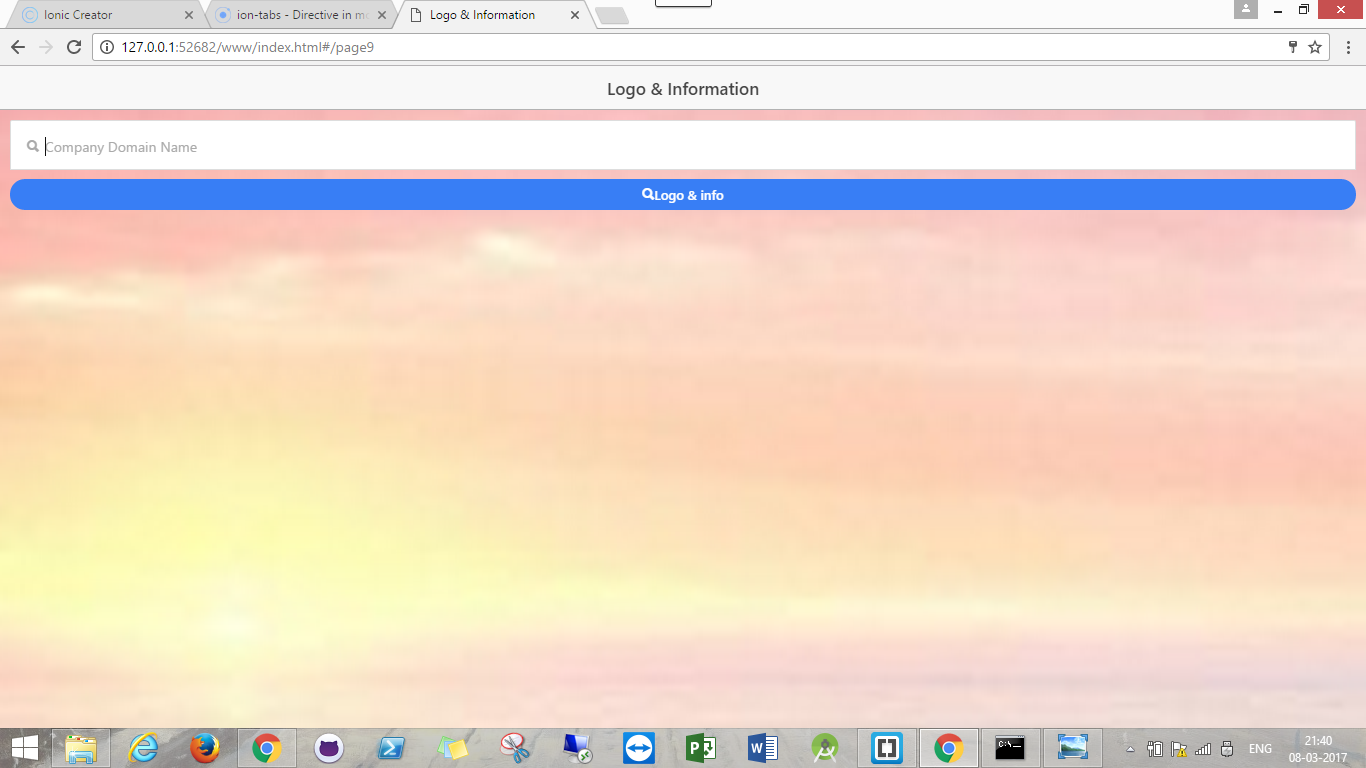 Ionic Creator
ion-tabs - Directive in m
Logo & Information
127.0.0.1:52682/www/index.html#/page9
Logo & Information
Company Domain Name
Logo & info
ENG
21:40
08-03-2017